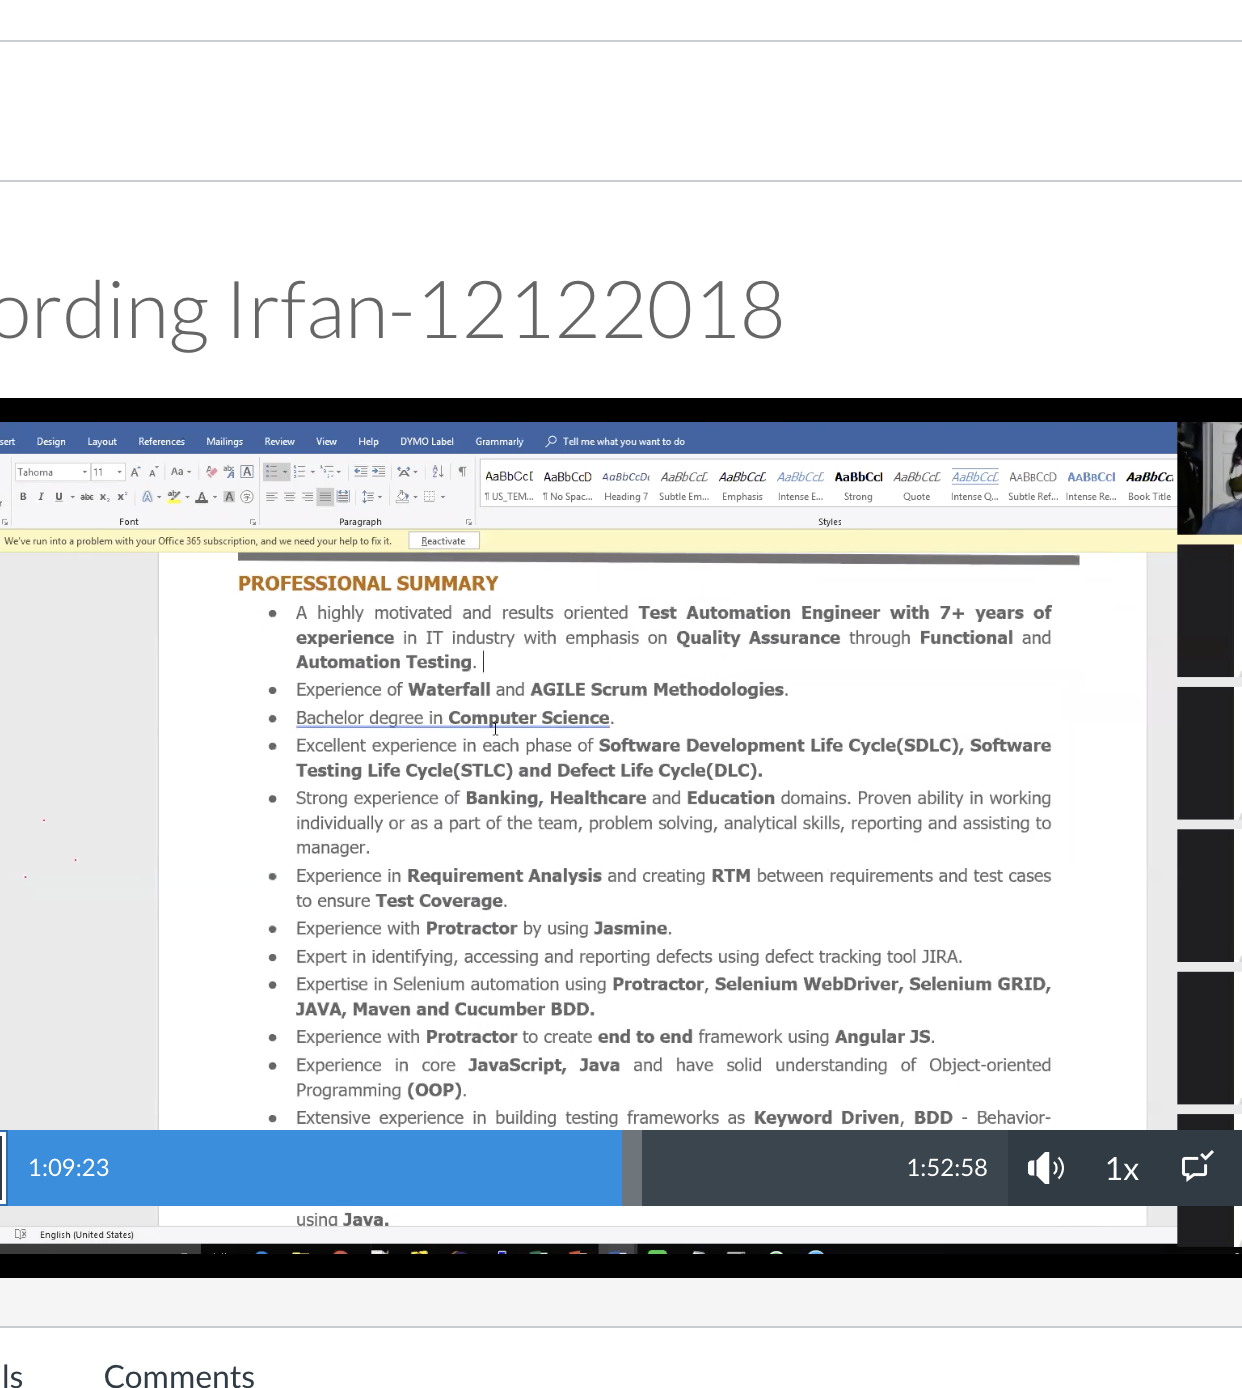 ording Irfan-12122018
sert Design Layout References Mailings Review View Help DYMO Label Grammarly Tell me what you want to do
Tahoma 11 Aa
AaBbCcD AaBbCcD AaBbCcDc AaBbCcD AaBbCcD AaBbCcD AaBbCcl AaBbCcD AaBbCcD AABBCCD AABBCCI AaBbCc
B I U abc X₂ X² A
¶ US_TEM... ¶ No Spac... Heading 7 Subtle Em... Emphasis Intense E... Strong Quote Intense Q... Subtle Ref... Intense Re... Book Title
Font Paragraph Styles
We've run into a problem with your Office 365 subscription, and we need your help to fix it. Reactivate
PROFESSIONAL SUMMARY
• A highly motivated and results oriented Test Automation Engineer with 7+ years of
experience in IT industry with emphasis on Quality Assurance through Functional and
Automation Testing.
• Experience of Waterfall and AGILE Scrum Methodologies.
• Bachelor degree in Computer Science.
• Excellent experience in each phase of Software Development Life Cycle(SDLC), Software
Testing Life Cycle(STLC) and Defect Life Cycle(DLC).
• Strong experience of Banking, Healthcare and Education domains. Proven ability in working
individually or as a part of the team, problem solving, analytical skills, reporting and assisting to
manager.
• Experience in Requirement Analysis and creating RTM between requirements and test cases
to ensure Test Coverage.
• Experience with Protractor by using Jasmine.
• Expert in identifying, accessing and reporting defects using defect tracking tool JIRA.
• Expertise in Selenium automation using Protractor, Selenium WebDriver, Selenium GRID,
JAVA, Maven and Cucumber BDD.
• Experience with Protractor to create end to end framework using Angular JS.
• Experience in core JavaScript, Java and have solid understanding of Object-oriented
Programming (OOP).
• Extensive experience in building testing frameworks as Keyword Driven, BDD - Behavior-
1:09:23 1:52:58 1x
using Java.
English (United States)
ls Comments